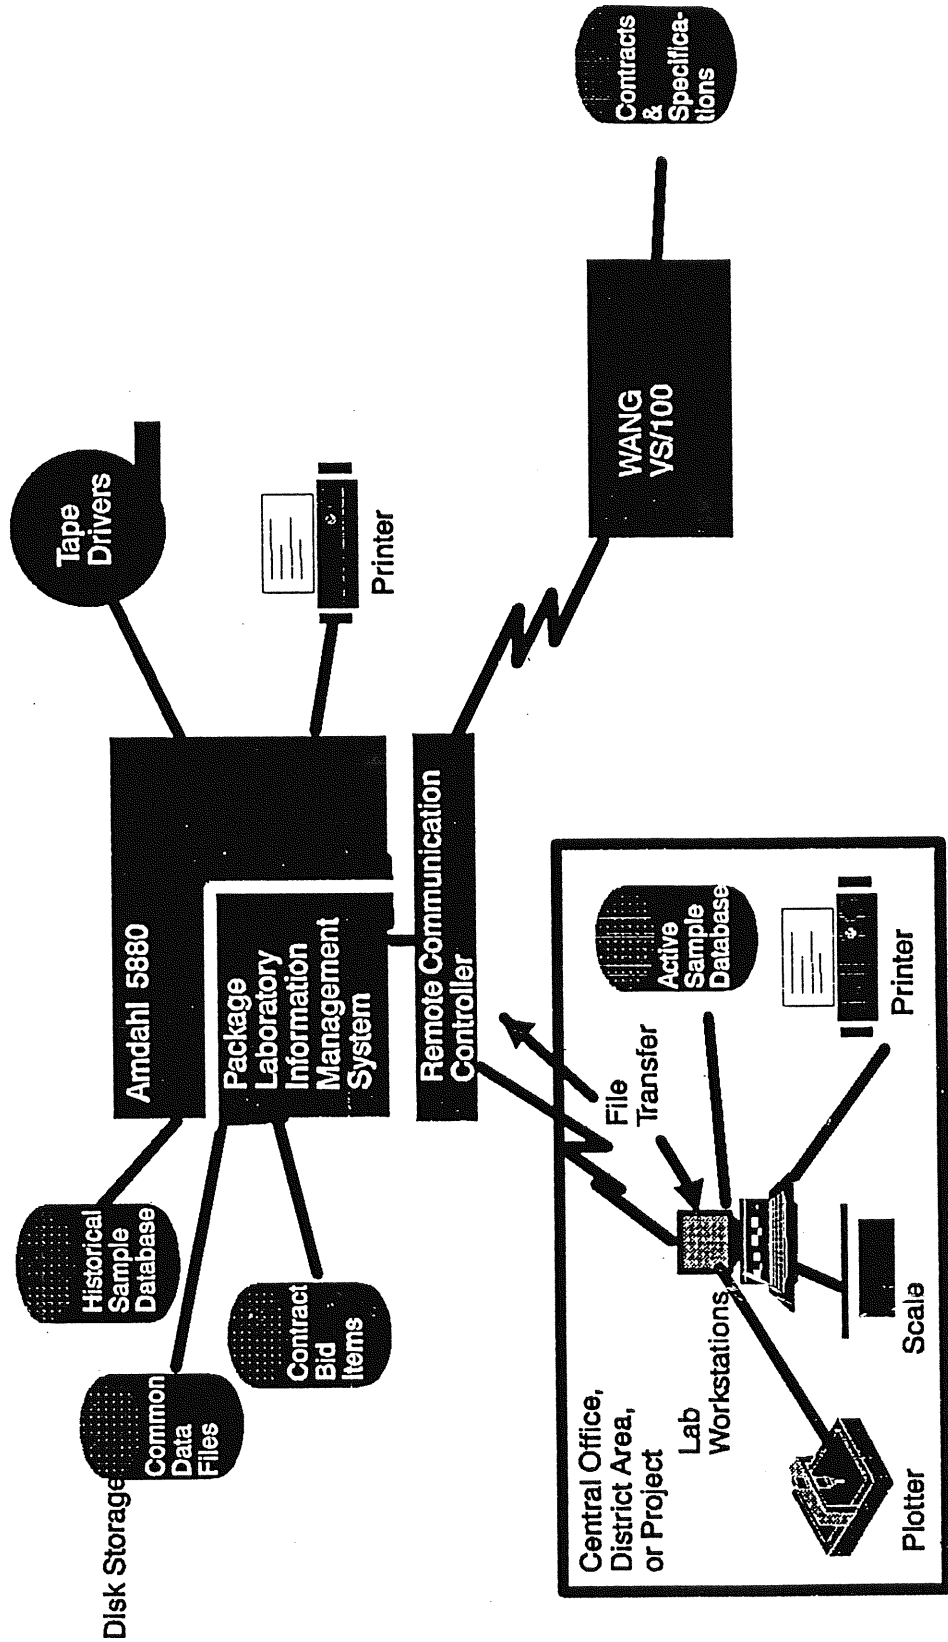 Disk Storage
Common
Data
Files
Historical
Sample
Database
Contract
Bid
Items
Amdahl 5880
Package
Laboratory
Information
Management
System
Tape
Drivers
Printer
Remote Communication
Controller
WANG
VS/100
Contracts
&
Specifica-
tions
Central Office,
District Area,
or Project
Lab
Workstations
File
Transfer
Active
Sample
Database
Plotter
Scale
Printer